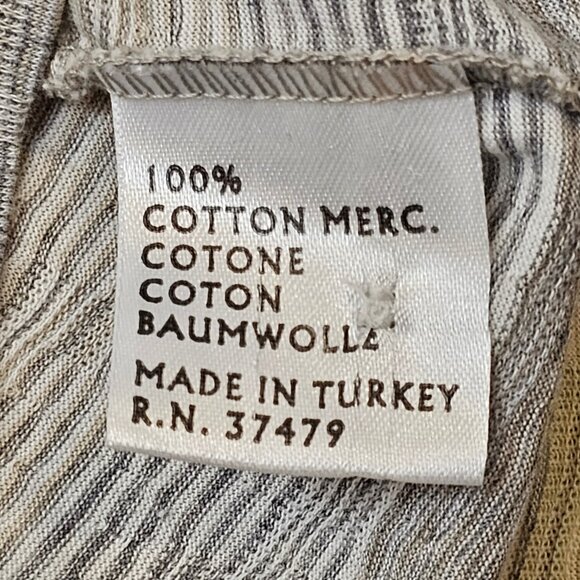 100%
COTTON MERC.
COTONE
COTON
BAUMWOLLE
MADE IN TURKEY
R.N. 37479